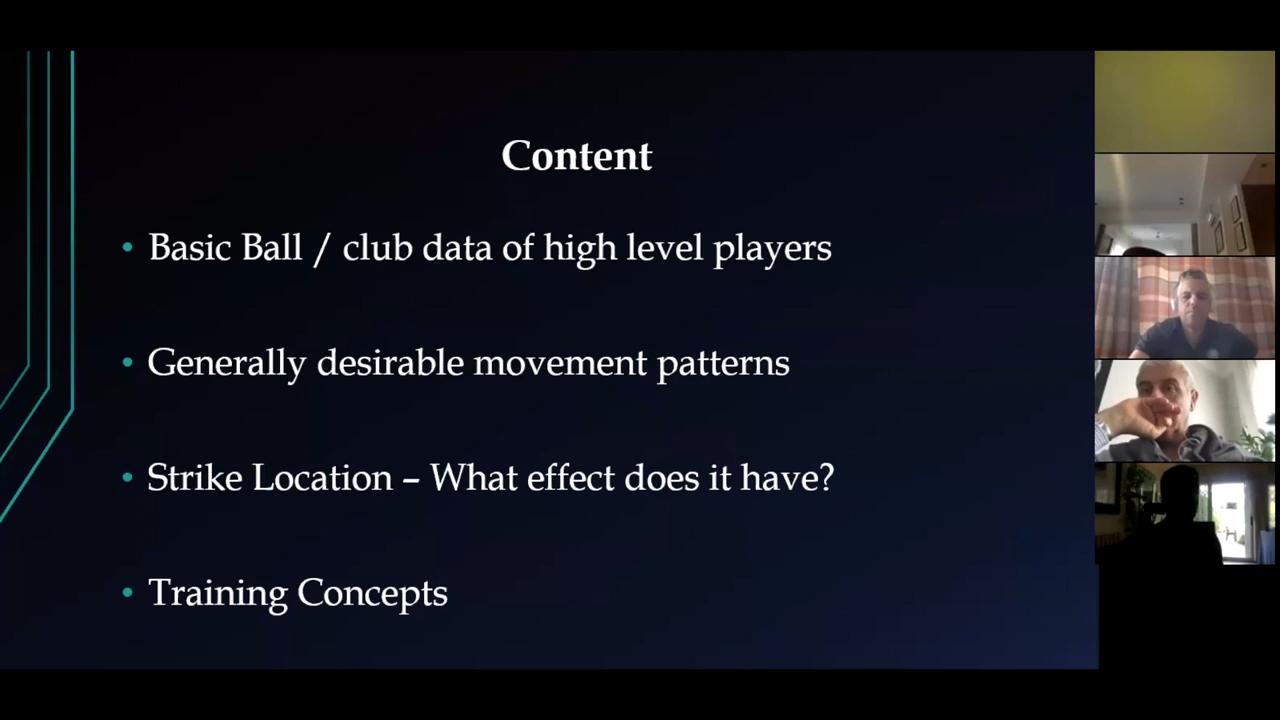 Content
• Basic Ball / club data of high level players
• Generally desirable movement patterns
• Strike Location – What effect does it have?
• Training Concepts